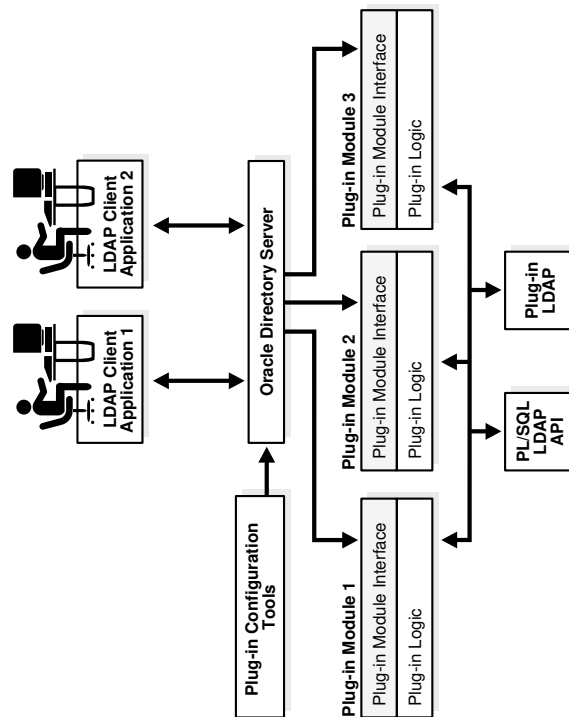 LDAP Client
Application 1
LDAP Client
Application 2
Plug-in Configuration
Tools
Oracle Directory Server
Plug-in Module 1
Plug-in Module Interface
Plug-in Logic
Plug-in Module 2
Plug-in Module Interface
Plug-in Logic
Plug-in Module 3
Plug-in Module Interface
Plug-in Logic
PL/SQL
LDAP
API
Plug-in
LDAP